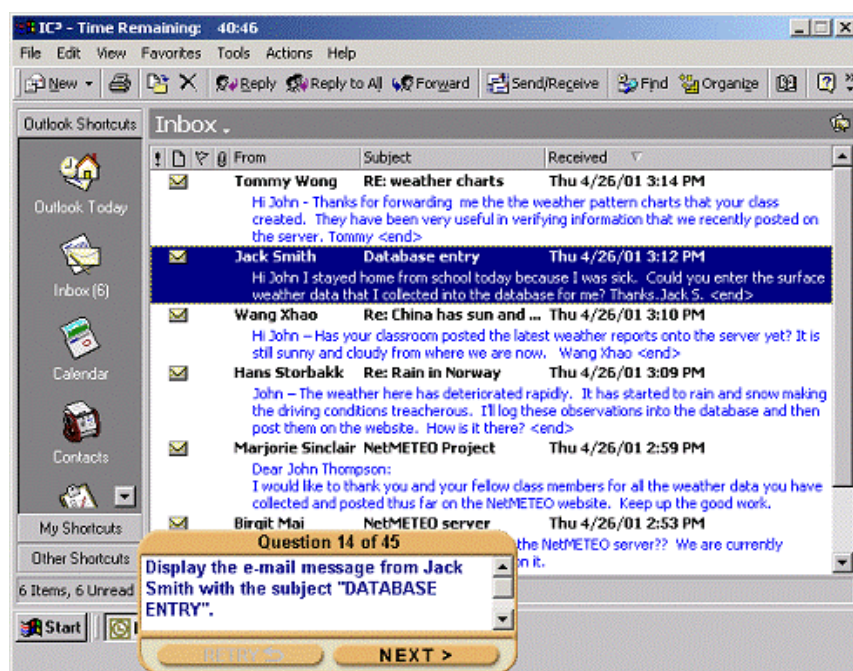 IC³ - Time Remaining: 40:46
File Edit View Favorites Tools Actions Help
New Reply Reply to All Forward Send/Receive Find Organize
Outlook Shortcuts
Inbox
! From Subject Received
Outlook Today
Tommy Wong RE: weather charts Thu 4/26/01 3:14 PM
Hi John - Thanks for forwarding me the the weather pattern charts that your class
created. They have been very useful in verifying information that we recently posted on
the server. Tommy <end>
Jack Smith Database entry Thu 4/26/01 3:12 PM
Hi John I stayed home from school today because I was sick. Could you enter the surface
weather data that I collected into the database for me? Thanks.Jack S. <end>
Inbox (6)
Wang Xhao Re: China has sun and ... Thu 4/26/01 3:10 PM
Hi John – Has your classroom posted the latest weather reports onto the server yet? It is
still sunny and cloudy from where we are now. Wang Xhao <end>
Calendar
Hans Storbakk Re: Rain in Norway Thu 4/26/01 3:09 PM
John – The weather here has deteriorated rapidly. It has started to rain and snow making
the driving conditions treacherous. I'll log these observations into the database and then
post them on the website. How is it there? <end>
Contacts
Marjorie Sinclair NetMETEO Project Thu 4/26/01 2:59 PM
Dear John Thompson:
I would like to thank you and your fellow class members for all the weather data you have
collected and posted thus far on the NetMETEO website. Keep up the good work.
My Shortcuts
Birgit Mai NetMETEO server Thu 4/26/01 2:53 PM
the NetMETEO server?? We are currently
on it.
Other Shortcuts
6 Items, 6 Unread
Question 14 of 45
Display the e-mail message from Jack
Smith with the subject "DATABASE
ENTRY".
Start
RETRY
NEXT >